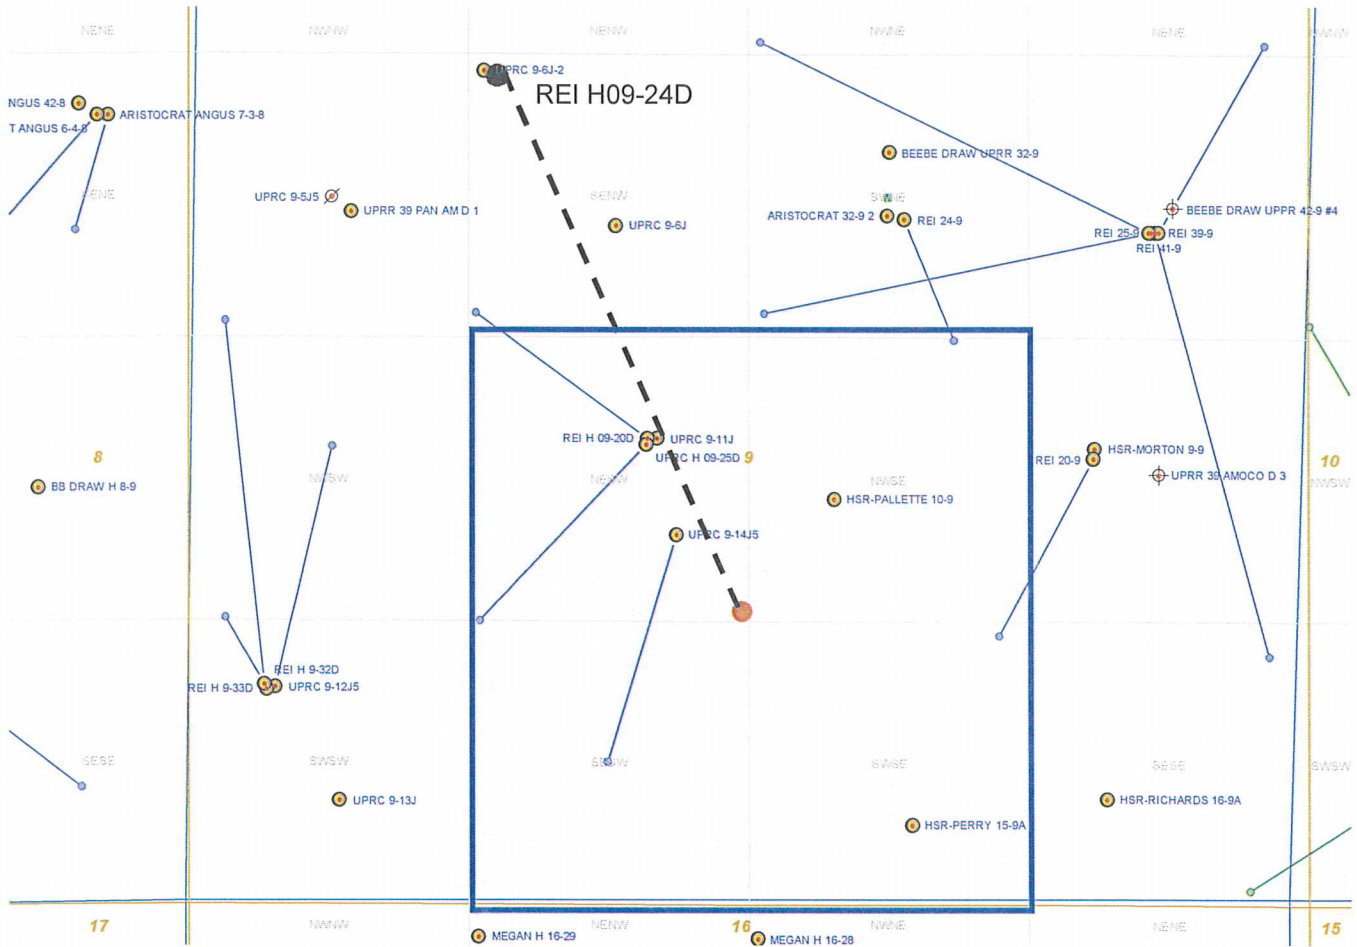 NENE
NWNW
NENW
NWNE
NENE
NWNW
UPRC 9-6J-2
REI H09-24D
NGUS 42-8
ARISTOCRAT ANGUS 7-3-8
T ANGUS 6-4-8
BEEBE DRAW UPRR 32-9
SENE
UPRC 9-5J5
UPRR 39 PAN AM D 1
SENW
UPRC 9-6J
SWNE
ARISTOCRAT 32-9 2
REI 24-9
BEEBE DRAW UPPR 42-9 #4
REI 25-9
REI 39-9
REI 41-9
REI H 09-20D
UPRC 9-11J
UPRC H 09-25D
8
9
HSR-MORTON 9-9
REI 20-9
10
BB DRAW H 8-9
NWSW
NESW
NWSE
UPRR 39 AMOCO D 3
NWSW
HSR-PALLETTE 10-9
UPRC 9-14J5
REI H 9-32D
REI H 9-33D
UPRC 9-12J5
SESE
SWSW
SESW
SWSE
SESE
SWSW
UPRC 9-13J
HSR-RICHARDS 16-9A
HSR-PERRY 15-9A
17
NWNW
NENW
16
NWNE
NENE
15
MEGAN H 16-29
MEGAN H 16-28